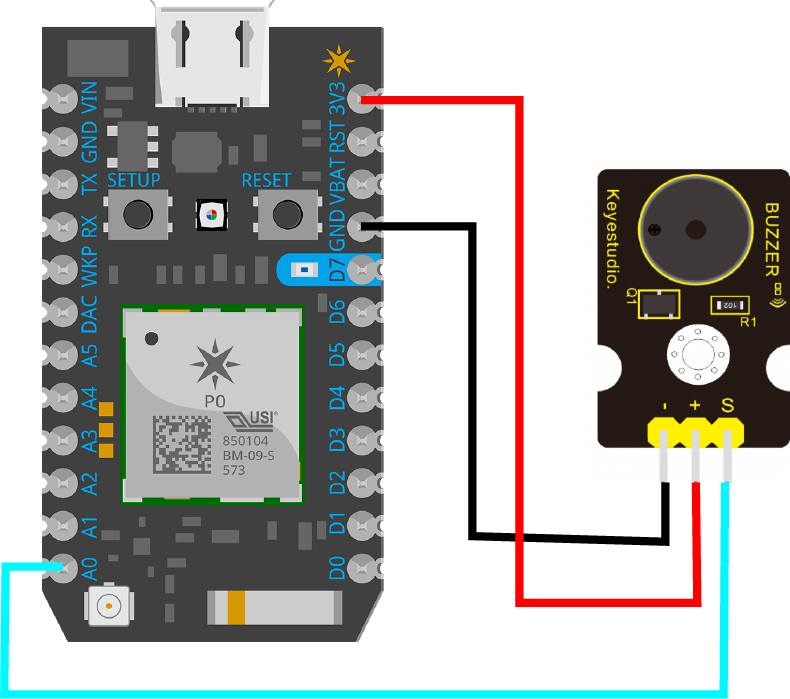 VIN
GND
TX
RX
WKP
DAC
A5
A4
A3
A2
A1
A0
SETUP
RESET
3V3
RST
VBAT
GND
D7
D6
D5
D4
D3
D2
D1
D0
P0
USI
850104
BM-09-S
573
Keyestudio.
BUZZER
Q1
102
R1
- + S